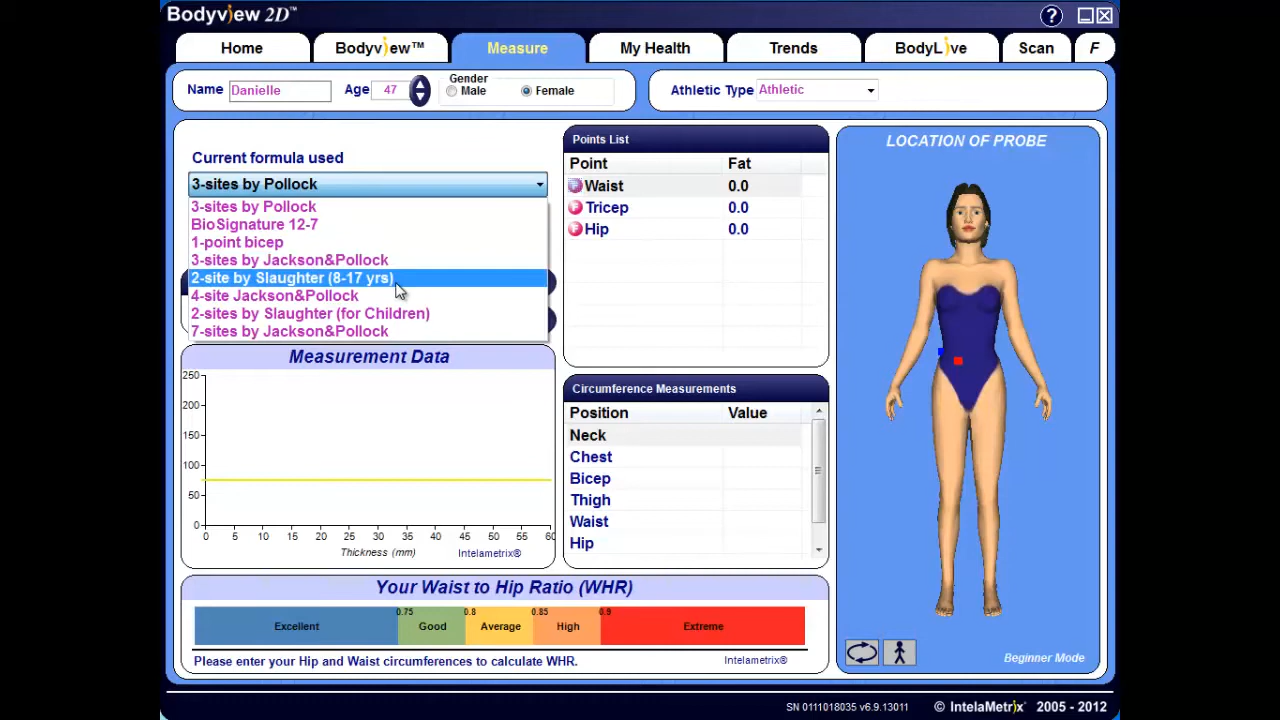 Bodyview 2D™
?
Home
Bodyview™
Measure
My Health
Trends
BodyLive
Scan
F
Name
Danielle
Age
47
Gender
Male
Female
Athletic Type
Athletic
Current formula used
3-sites by Pollock
3-sites by Pollock
BioSignature 12-7
1-point bicep
3-sites by Jackson&Pollock
2-site by Slaughter (8-17 yrs)
4-site Jackson&Pollock
2-sites by Slaughter (for Children)
7-sites by Jackson&Pollock
Measurement Data
250
200
150
100
50
0
0 5 10 15 20 25 30 35 40 45 50 55 60
Thickness (mm)
Intelametrix®
Points List
Point Fat
Waist 0.0
F Tricep 0.0
F Hip 0.0
Circumference Measurements
Position Value
Neck
Chest
Bicep
Thigh
Waist
Hip
Your Waist to Hip Ratio (WHR)
0.75 0.8 0.85 0.9
Excellent Good Average High Extreme
Please enter your Hip and Waist circumferences to calculate WHR.
Intelametrix®
LOCATION OF PROBE
Beginner Mode
SN 0111018035 v6.9.13011
© IntelaMetrix® 2005 - 2012